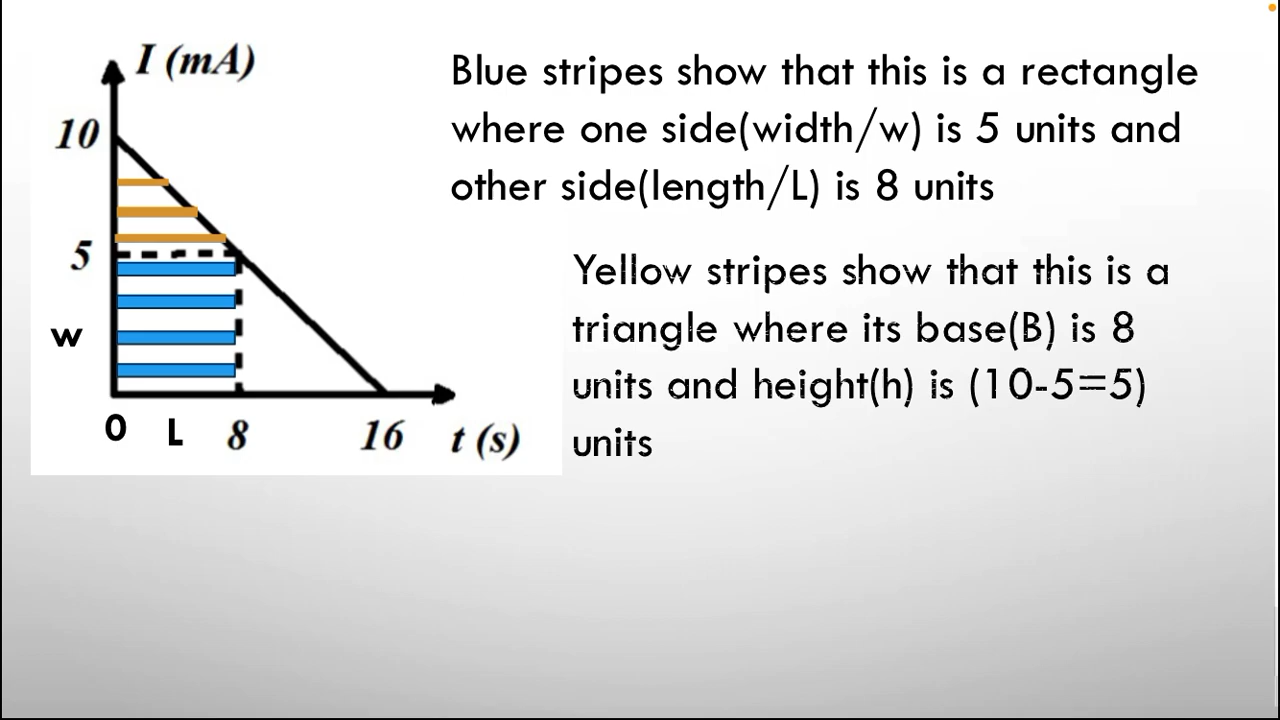 I (mA)
10
5
w
0 L 8 16 t (s)
Blue stripes show that this is a rectangle
where one side(width/w) is 5 units and
other side(length/L) is 8 units
Yellow stripes show that this is a
triangle where its base(B) is 8
units and height(h) is (10-5=5)
units